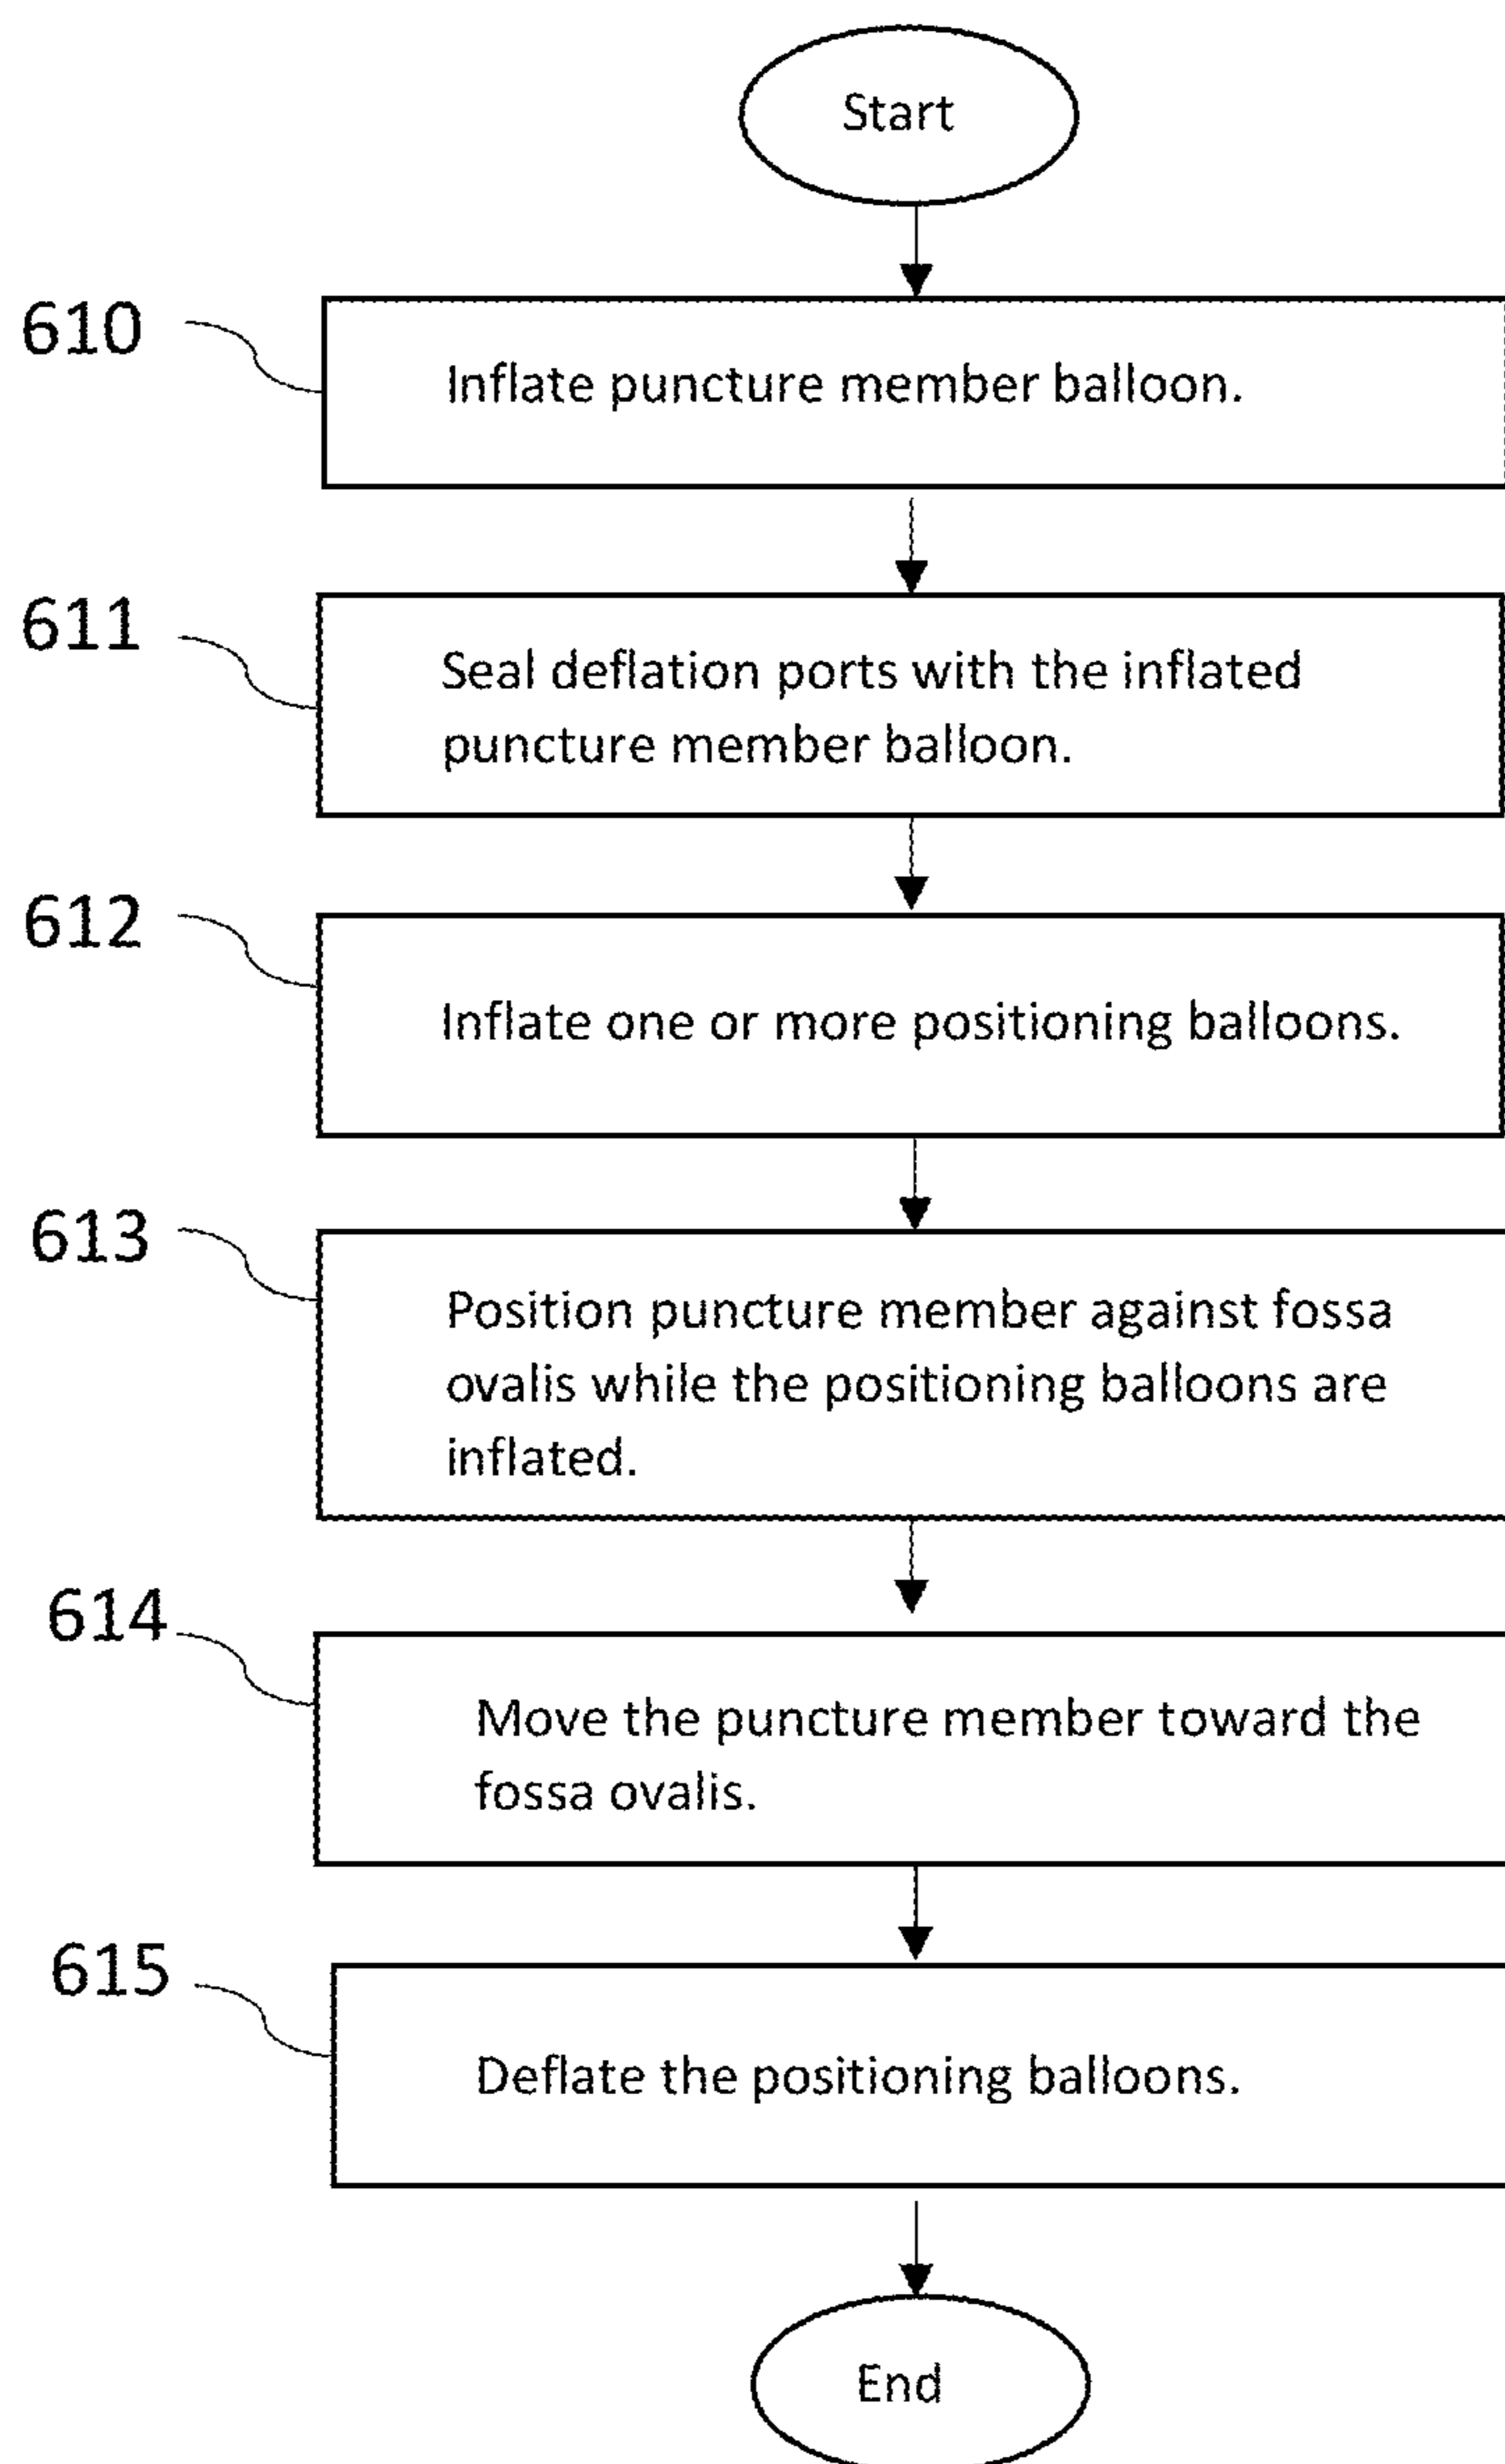 Start
610
Inflate puncture member balloon.
611
Seal deflation ports with the inflated
puncture member balloon.
612
Inflate one or more positioning balloons.
613
Position puncture member against fossa
ovalis while the positioning balloons are
inflated.
614
Move the puncture member toward the
fossa ovalis.
615
Deflate the positioning balloons.
End